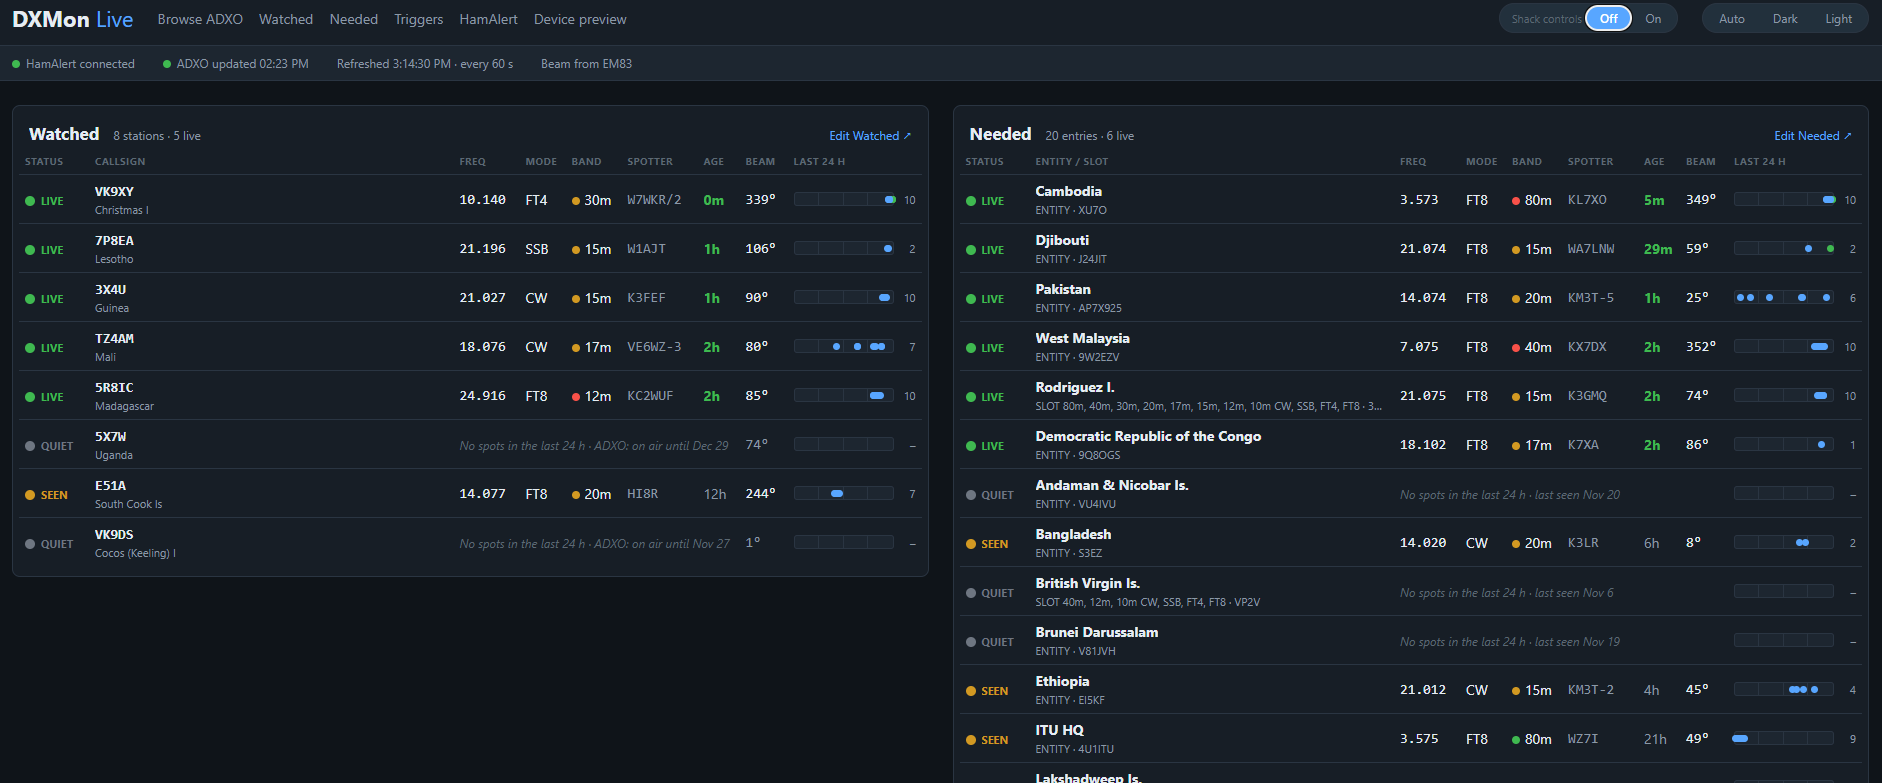 DXMon Live Browse ADXO Watched Needed Triggers HamAlert Device preview Shack controls Off On Auto Dark Light
HamAlert connected ADXO updated 02:23 PM Refreshed 3:14:30 PM · every 60 s Beam from EM83
Watched 8 stations · 5 live Edit Watched ↗
STATUS CALLSIGN FREQ MODE BAND SPOTTER AGE BEAM LAST 24 H
LIVE VK9XY 10.140 FT4 30m W7WKR/2 0m 339° 10
Christmas I
LIVE 7P8EA 21.196 SSB 15m W1AJT 1h 106° 2
Lesotho
LIVE 3X4U 21.027 CW 15m K3FEF 1h 90° 10
Guinea
LIVE TZ4AM 18.076 CW 17m VE6WZ-3 2h 80° 7
Mali
LIVE 5R8IC 24.916 FT8 12m KC2WUF 2h 85° 10
Madagascar
QUIET 5X7W No spots in the last 24 h · ADXO: on air until Dec 29 74° –
Uganda
SEEN E51A 14.077 FT8 20m HI8R 12h 244° 7
South Cook Is
QUIET VK9DS No spots in the last 24 h · ADXO: on air until Nov 27 1° –
Cocos (Keeling) I
Needed 20 entries · 6 live Edit Needed ↗
STATUS ENTITY / SLOT FREQ MODE BAND SPOTTER AGE BEAM LAST 24 H
LIVE Cambodia 3.573 FT8 80m KL7XO 5m 349° 10
ENTITY · XU7O
LIVE Djibouti 21.074 FT8 15m WA7LNW 29m 59° 2
ENTITY · J24JIT
LIVE Pakistan 14.074 FT8 20m KM3T-5 1h 25° 6
ENTITY · AP7X925
LIVE West Malaysia 7.075 FT8 40m KX7DX 2h 352° 10
ENTITY · 9W2EZV
LIVE Rodriguez I. 21.075 FT8 15m K3GMQ 2h 74° 10
SLOT 80m, 40m, 30m, 20m, 17m, 15m, 12m, 10m CW, SSB, FT4, FT8 · 3...
LIVE Democratic Republic of the Congo 18.102 FT8 17m K7XA 2h 86° 1
ENTITY · 9Q8OGS
QUIET Andaman & Nicobar Is. No spots in the last 24 h · last seen Nov 20 –
ENTITY · VU4IVU
SEEN Bangladesh 14.020 CW 20m K3LR 6h 8° 2
ENTITY · S3EZ
QUIET British Virgin Is. No spots in the last 24 h · last seen Nov 6 –
SLOT 40m, 12m, 10m CW, SSB, FT4, FT8 · VP2V
QUIET Brunei Darussalam No spots in the last 24 h · last seen Nov 19 –
ENTITY · V81JVH
SEEN Ethiopia 21.012 CW 15m KM3T-2 4h 45° 4
ENTITY · EI5KF
SEEN ITU HQ 3.575 FT8 80m WZ7I 21h 49° 9
ENTITY · 4U1ITU
Lakshadweep Is.